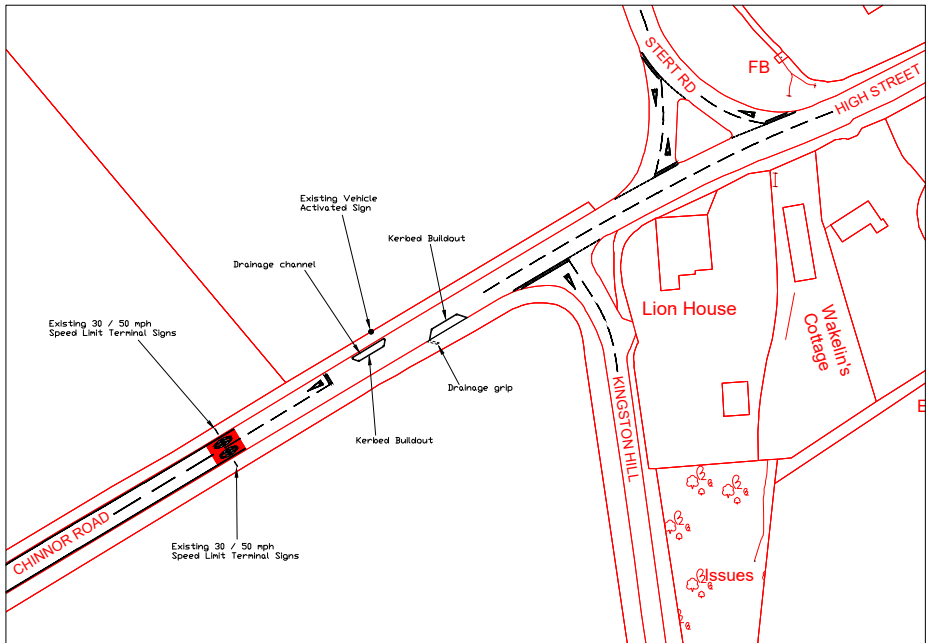 STERT RD
FB
HIGH STREET
Existing Vehicle
Activated Sign
Kerbed Buildout
Drainage channel
Lion House
Wakelin's
Cottage
Existing 30 / 50 mph
Speed Limit Terminal Signs
Drainage grip
KINGSTON HILL
E
Kerbed Buildout
CHINNOR ROAD
Existing 30 / 50 mph
Speed Limit Terminal Signs
Issues